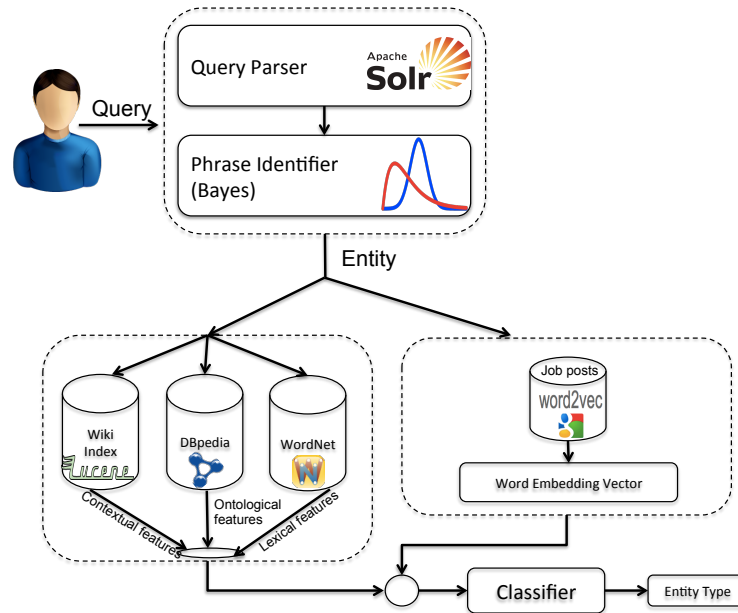 Query
Query Parser
Apache
Solr
Phrase Identifier
(Bayes)
Entity
Wiki
Index
Lucene
DBpedia
WordNet
W
Contextual features
Ontological
features
Lexical features
Job posts
word2vec
g
Word Embedding Vector
Classifier
Entity Type